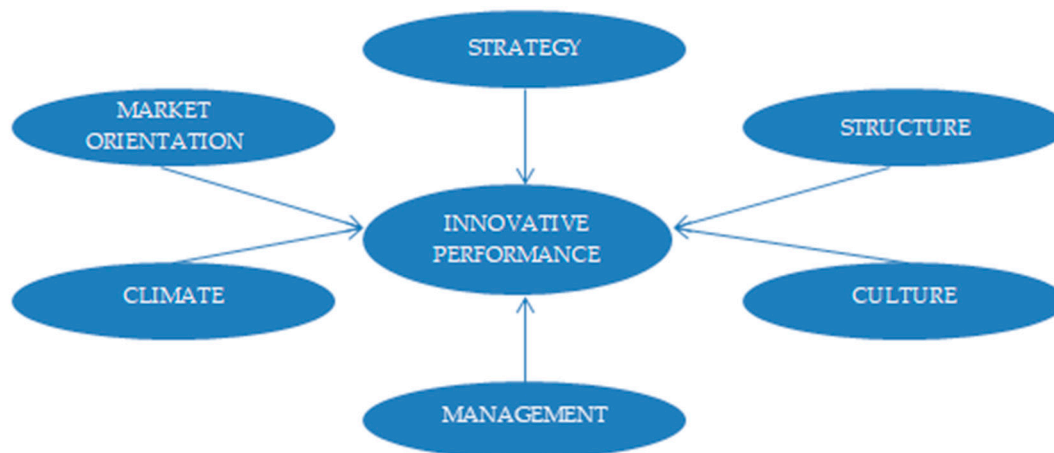 STRATEGY
MARKET
ORIENTATION
STRUCTURE
INNOVATIVE
PERFORMANCE
CLIMATE
CULTURE
MANAGEMENT